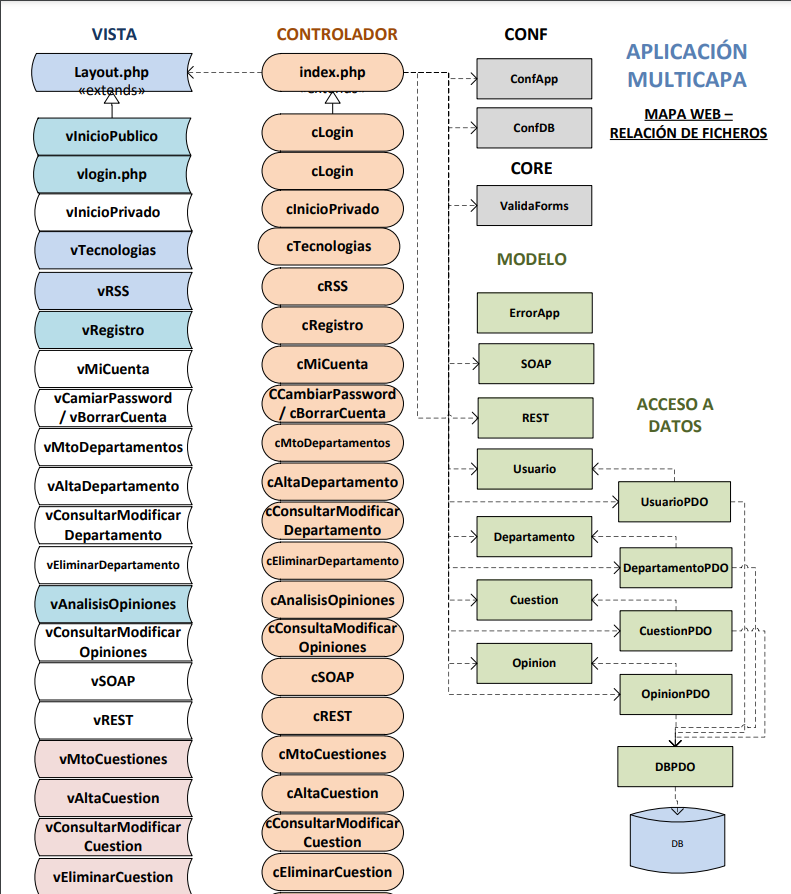 VISTA
Layout.php
«extends»
vInicioPublico
vlogin.php
vInicioPrivado
vTecnologias
vRSS
vRegistro
vMiCuenta
vCamiarPassword
/ vBorrarCuenta
vMtoDepartamentos
vAltaDepartamento
vConsultarModificar
Departamento
vEliminarDepartamento
vAnalisisOpiniones
vConsultarModificar
Opiniones
vSOAP
vREST
vMtoCuestiones
vAltaCuestion
vConsultarModificar
Cuestion
vEliminarCuestion
CONTROLADOR
index.php
«extends»
cLogin
cLogin
cInicioPrivado
cTecnologias
cRSS
cRegistro
cMiCuenta
CCambiarPassword
/ cBorrarCuenta
cMtoDepartamentos
cAltaDepartamento
cConsultarModificar
Departamento
cEliminarDepartamento
cAnalisisOpiniones
cConsultaModificar
Opiniones
cSOAP
cREST
cMtoCuestiones
cAltaCuestion
cConsultarModificar
Cuestion
cEliminarCuestion
CONF
ConfApp
ConfDB
CORE
ValidaForms
MODELO
ErrorApp
SOAP
REST
Usuario
Departamento
Cuestion
Opinion
APLICACIÓN
MULTICAPA
MAPA WEB –
RELACIÓN DE FICHEROS
ACCESO A
DATOS
UsuarioPDO
DepartamentoPDO
CuestionPDO
OpinionPDO
DBPDO
DB